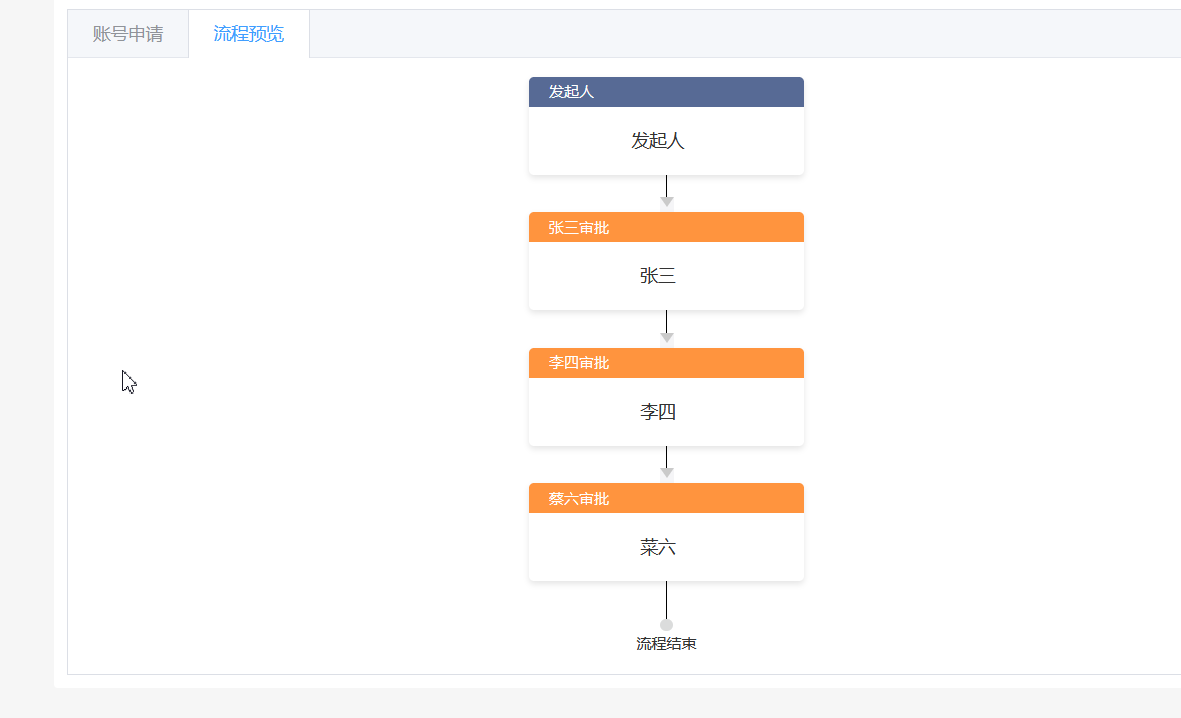 账号申请 流程预览
发起人
发起人
张三审批
张三
李四审批
李四
蔡六审批
菜六
流程结束